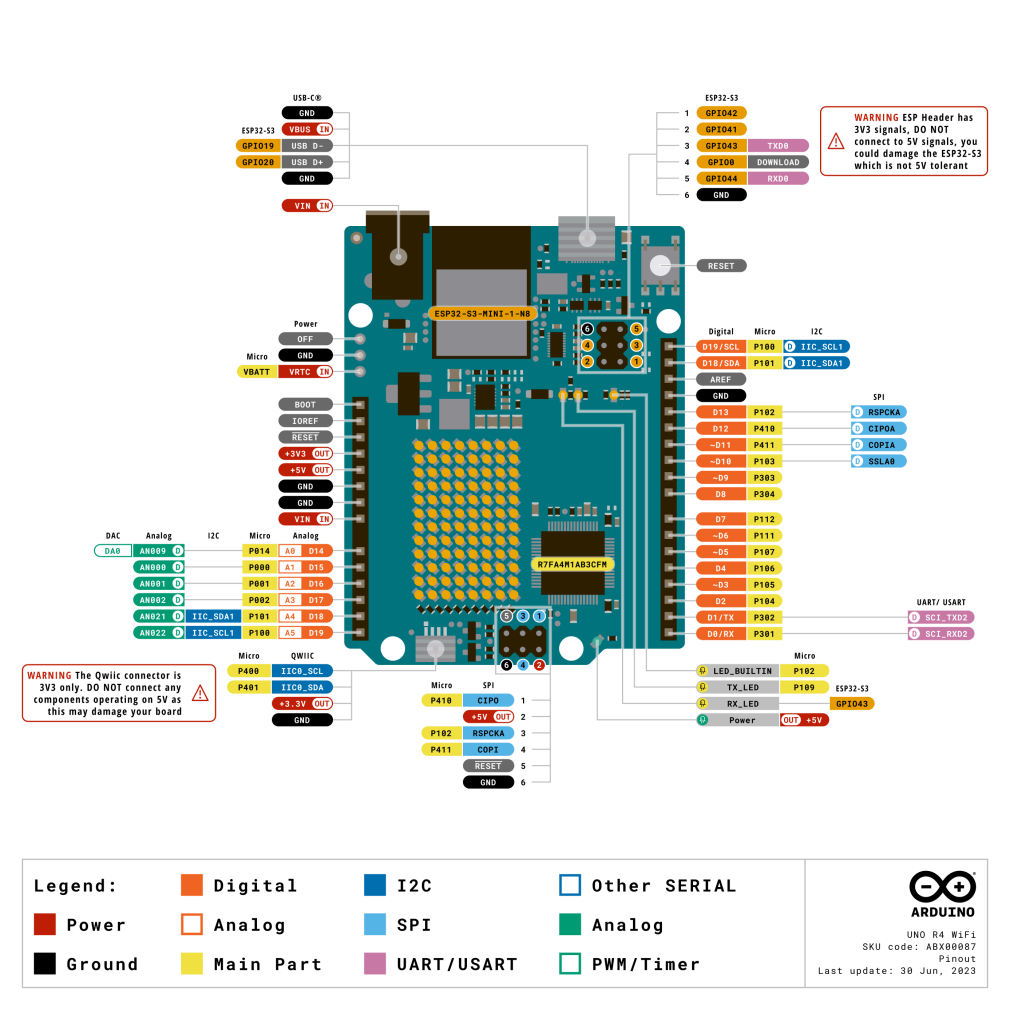 USB-C®
GND
ESP32-S3
VBUS IN
GPIO19 USB D-
GPIO20 USB D+
GND
VIN IN
ESP32-S3
1 GPIO42
2 GPIO41
3 GPIO43 TXD0
4 GPIO0 DOWNLOAD
5 GPIO44 RXD0
6 GND
WARNING ESP Header has
3V3 signals, DO NOT
connect to 5V signals, you
could damage the ESP32-S3
which is not 5V tolerant
RESET
ESP32-S3-MINI-1-N8
6 5
4 3
2 1
Power
OFF
Micro GND
VBATT VRTC IN
BOOT
IOREF
RESET
+3V3 OUT
+5V OUT
GND
GND
VIN IN
DAC Analog I2C Micro Analog
DA0 AN009 D P014 A0 D14
AN000 D P000 A1 D15
AN001 D P001 A2 D16
AN002 D P002 A3 D17
AN021 D IIC_SDA1 P101 A4 D18
AN022 D IIC_SCL1 P100 A5 D19
Digital Micro I2C
D19/SCL P100 D IIC_SCL1
D18/SDA P101 D IIC_SDA1
AREF
GND
SPI
D13 P102 D RSPCKA
D12 P410 D CIPOA
~D11 P411 D COPIA
~D10 P103 D SSLA0
~D9 P303
D8 P304
D7 P112
~D6 P111
~D5 P107
D4 P106
~D3 P105
D2 P104
UART/ USART
D1/TX P302 D SCI_TXD2
D0/RX P301 D SCI_RXD2
R7FA4M1AB3CFM
5 3 1
6 4 2
Micro QWIIC
P400 IIC0_SCL
P401 IIC0_SDA
+3.3V OUT
GND
WARNING The Qwiic connector is
3V3 only. DO NOT connect any
components operating on 5V as
this may damage your board
Micro SPI
P410 CIPO 1
+5V OUT 2
P102 RSPCKA 3
P411 COPI 4
RESET 5
GND 6
Micro
LED_BUILTIN P102
TX_LED P109
ESP32-S3
RX_LED GPIO43
Power OUT +5V
Legend:
Power
Ground
Digital
Analog
Main Part
I2C
SPI
UART/USART
Other SERIAL
Analog
PWM/Timer
ARDUINO
UNO R4 WiFi
SKU code: ABX00087
Pinout
Last update: 30 Jun, 2023